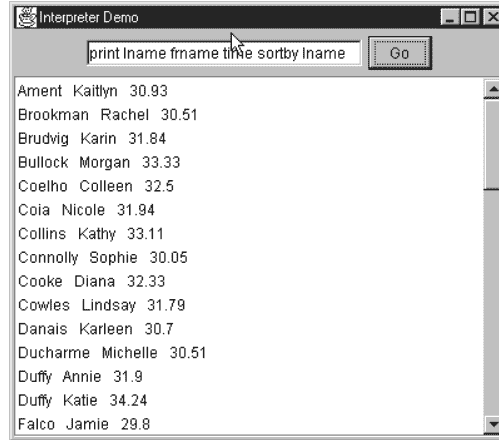 Interpreter Demo
print lname frname time sortby lname
Go
Ament Kaitlyn 30.93
Brookman Rachel 30.51
Brudvig Karin 31.84
Bullock Morgan 33.33
Coelho Colleen 32.5
Coia Nicole 31.94
Collins Kathy 33.11
Connolly Sophie 30.05
Cooke Diana 32.33
Cowles Lindsay 31.79
Danais Karleen 30.7
Ducharme Michelle 30.51
Duffy Annie 31.9
Duffy Katie 34.24
Falco Jamie 29.8